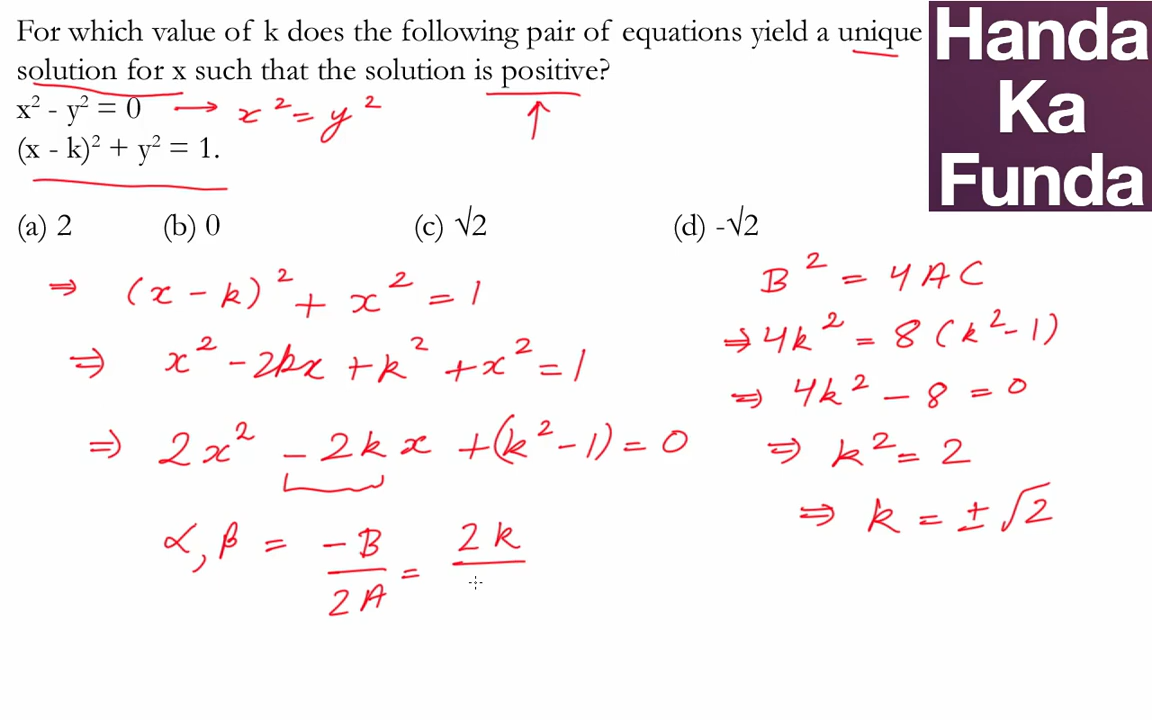 For which value of k does the following pair of equations yield a unique
solution for x such that the solution is positive?
x² - y² = 0 → x² = y²
(x - k)² + y² = 1.
(a) 2 (b) 0 (c) √2 (d) -√2
Handa
Ka
Funda
⇒ (x - k)² + x² = 1
⇒ x² - 2kx + k² + x² = 1
⇒ 2x² - 2kx + (k² - 1) = 0
α, β = -B/2A = 2k/
B² = 4AC
⇒ 4k² = 8(k² - 1)
⇒ 4k² - 8 = 0
⇒ k² = 2
⇒ k = ±√2